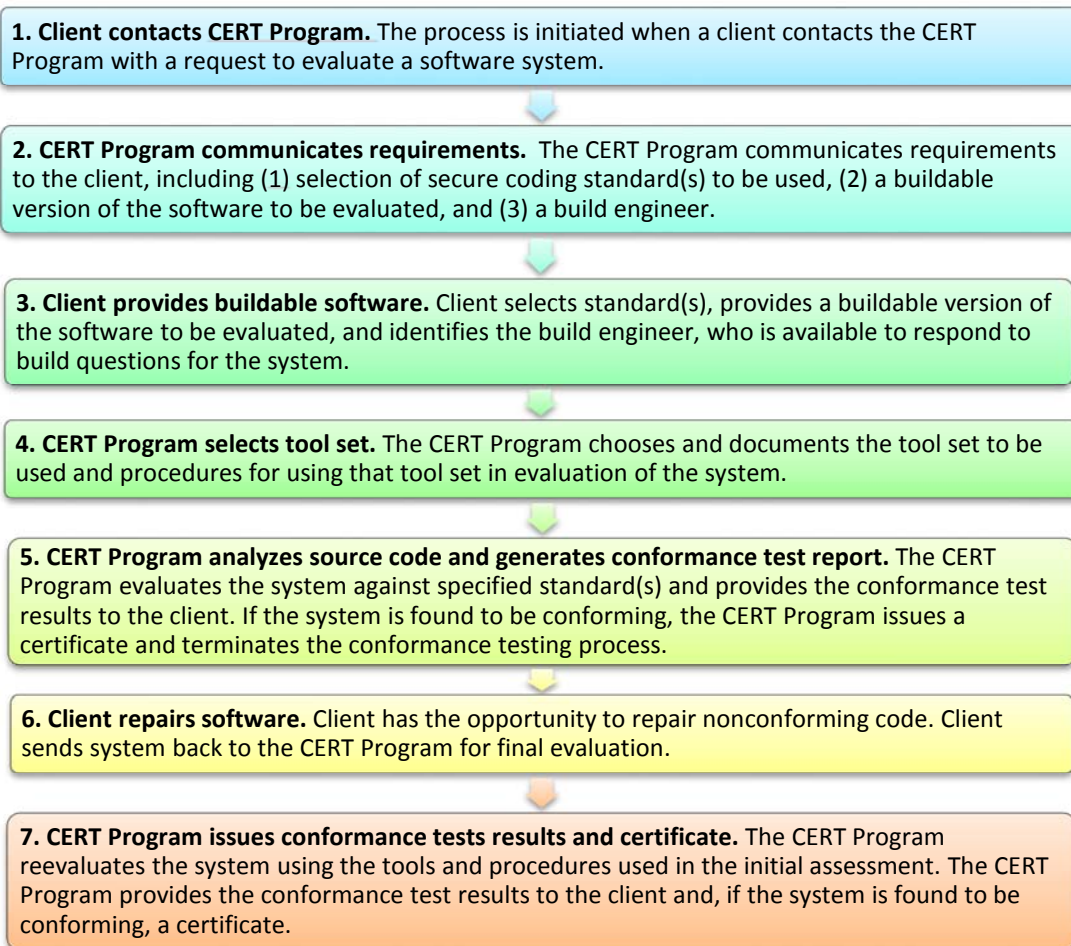 1. Client contacts CERT Program. The process is initiated when a client contacts the CERT
Program with a request to evaluate a software system.
2. CERT Program communicates requirements. The CERT Program communicates requirements
to the client, including (1) selection of secure coding standard(s) to be used, (2) a buildable
version of the software to be evaluated, and (3) a build engineer.
3. Client provides buildable software. Client selects standard(s), provides a buildable version of
the software to be evaluated, and identifies the build engineer, who is available to respond to
build questions for the system.
4. CERT Program selects tool set. The CERT Program chooses and documents the tool set to be
used and procedures for using that tool set in evaluation of the system.
5. CERT Program analyzes source code and generates conformance test report. The CERT
Program evaluates the system against specified standard(s) and provides the conformance test
results to the client. If the system is found to be conforming, the CERT Program issues a
certificate and terminates the conformance testing process.
6. Client repairs software. Client has the opportunity to repair nonconforming code. Client
sends system back to the CERT Program for final evaluation.
7. CERT Program issues conformance tests results and certificate. The CERT Program
reevaluates the system using the tools and procedures used in the initial assessment. The CERT
Program provides the conformance test results to the client and, if the system is found to be
conforming, a certificate.